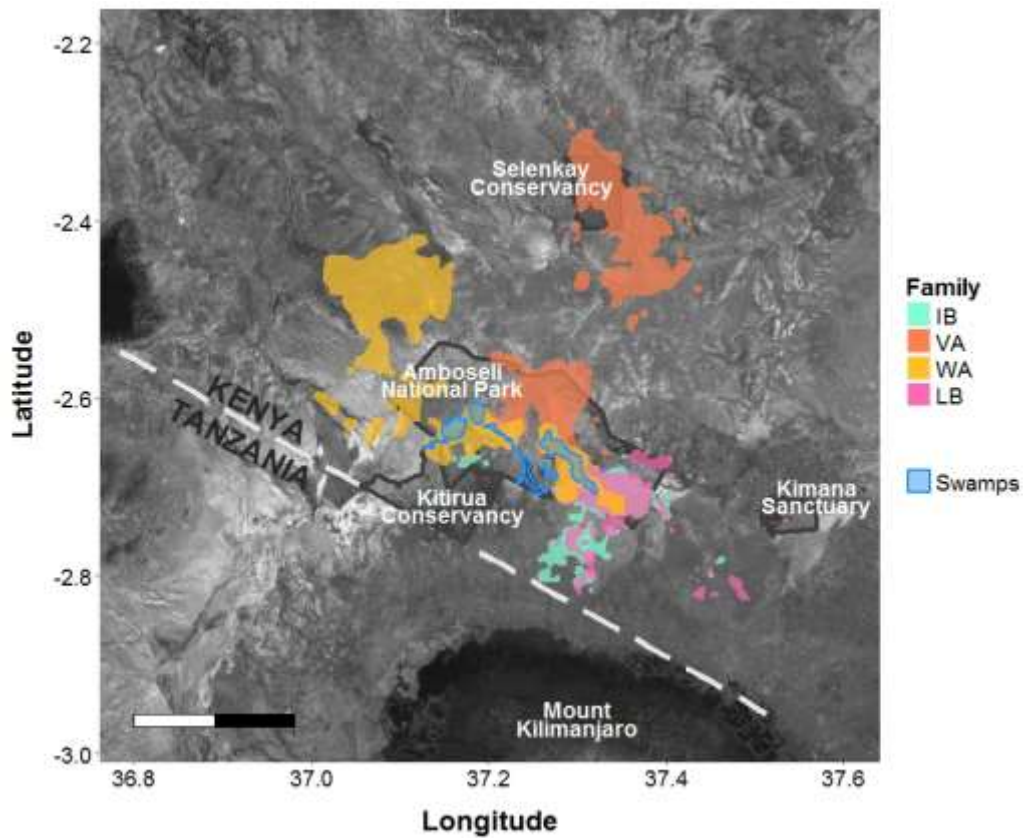 -2.2
-2.4
-2.6
-2.8
-3.0
Latitude
Selenkay
Conservancy
Amboseli
National Park
KENYA
TANZANIA
Kitirua
Conservancy
Kimana
Sanctuary
Mount
Kilimanjaro
36.8 37.0 37.2 37.4 37.6
Longitude
Family
IB
VA
WA
LB
Swamps